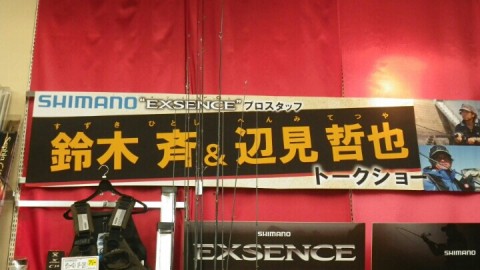 SHIMANO "EXSENCE" プロスタッフ
すずき ひとし へんみ てつや
鈴木 斉 & 辺見 哲也
トークショー
SHIMANO
EXSENCE
SHIMANO